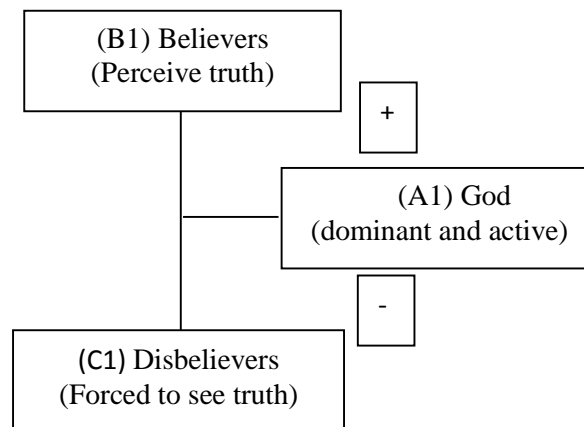 (B1) Believers
(Perceive truth)
+
(A1) God
(dominant and active)
-
(C1) Disbelievers
(Forced to see truth)